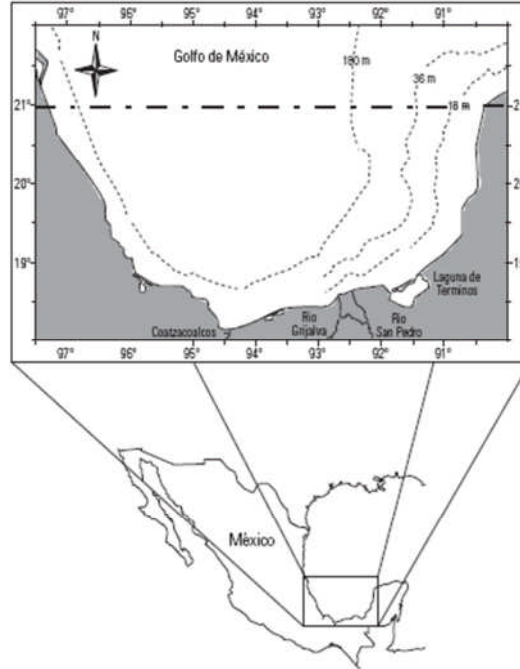 97° 96° 95° 94° 93° 92° 91°
N
Golfo de México
180 m
36 m
18 m
21°
20°
19°
Laguna de
Terminos
Coatzacoalcos
Río
Grijalva
Río
San Pedro
97° 96° 95° 94° 93° 92° 91°
México